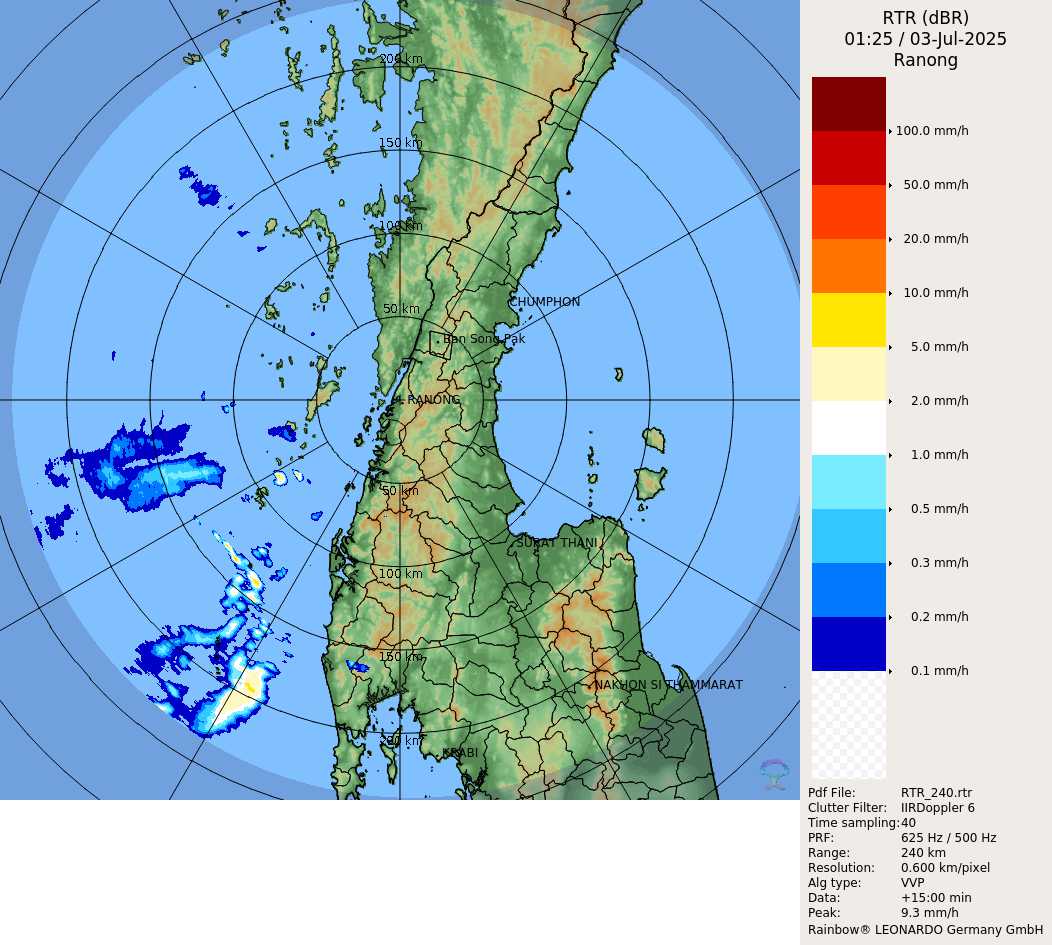 RTR (dBR)
01:25 / 03-Jul-2025
Ranong
100.0 mm/h
50.0 mm/h
20.0 mm/h
10.0 mm/h
5.0 mm/h
2.0 mm/h
1.0 mm/h
0.5 mm/h
0.3 mm/h
0.2 mm/h
0.1 mm/h
Pdf File: RTR_240.rtr
Clutter Filter: IIRDoppler 6
Time sampling: 40
PRF: 625 Hz / 500 Hz
Range: 240 km
Resolution: 0.600 km/pixel
Alg type: VVP
Data: +15:00 min
Peak: 9.3 mm/h
Rainbow® LEONARDO Germany GmbH
200 km
150 km
100 km
50 km
CHUMPHON
Ban Song Pak
RANONG
50 km
SURAT THANI
100 km
150 km
NAKHON SI THAMMARAT
200 km
KRABI